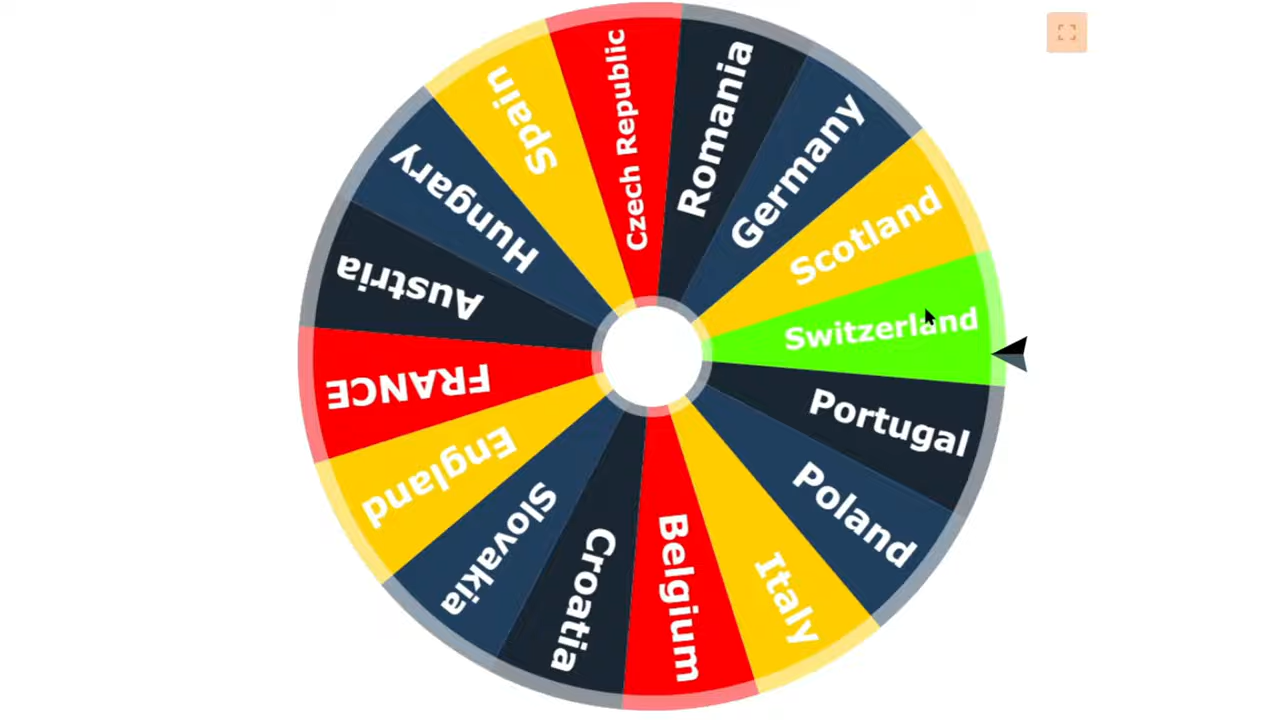 Czech Republic
Romania
Germany
Scotland
Switzerland
Portugal
Poland
Italy
Belgium
Croatia
Slovakia
England
FRANCE
Austria
Hungary
Spain